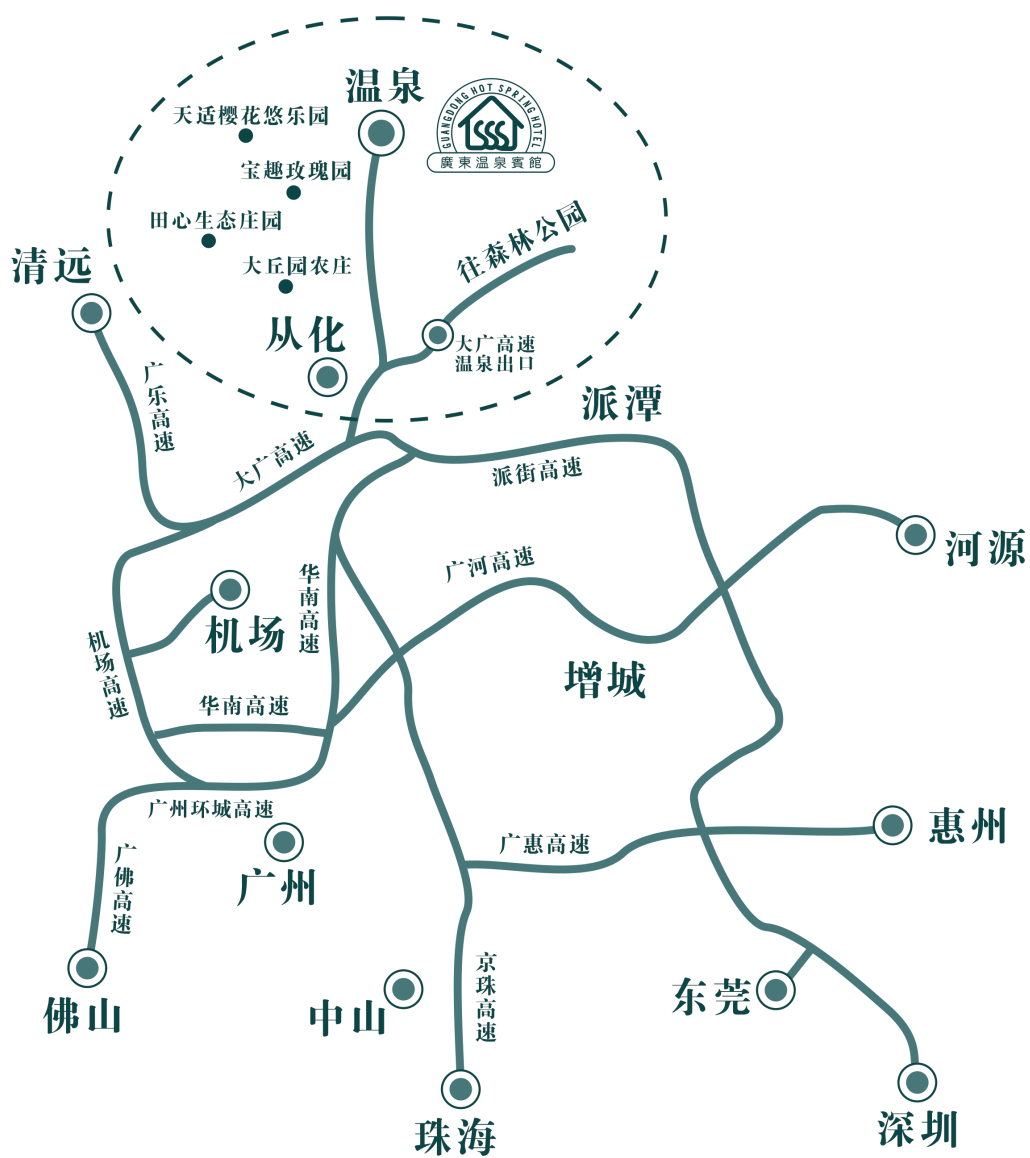 温泉
GUANGDONG HOT SPRING HOTEL
廣東温泉賓館
天适樱花悠乐园
宝趣玫瑰园
田心生态庄园
大丘园农庄
往森林公园
清远
从化
大广高速
温泉出口
广乐高速
派潭
大广高速
派街高速
河源
广河高速
华南高速
机场
机场高速
增城
华南高速
广州环城高速
惠州
广惠高速
广佛高速
广州
京珠高速
东莞
佛山
中山
深圳
珠海